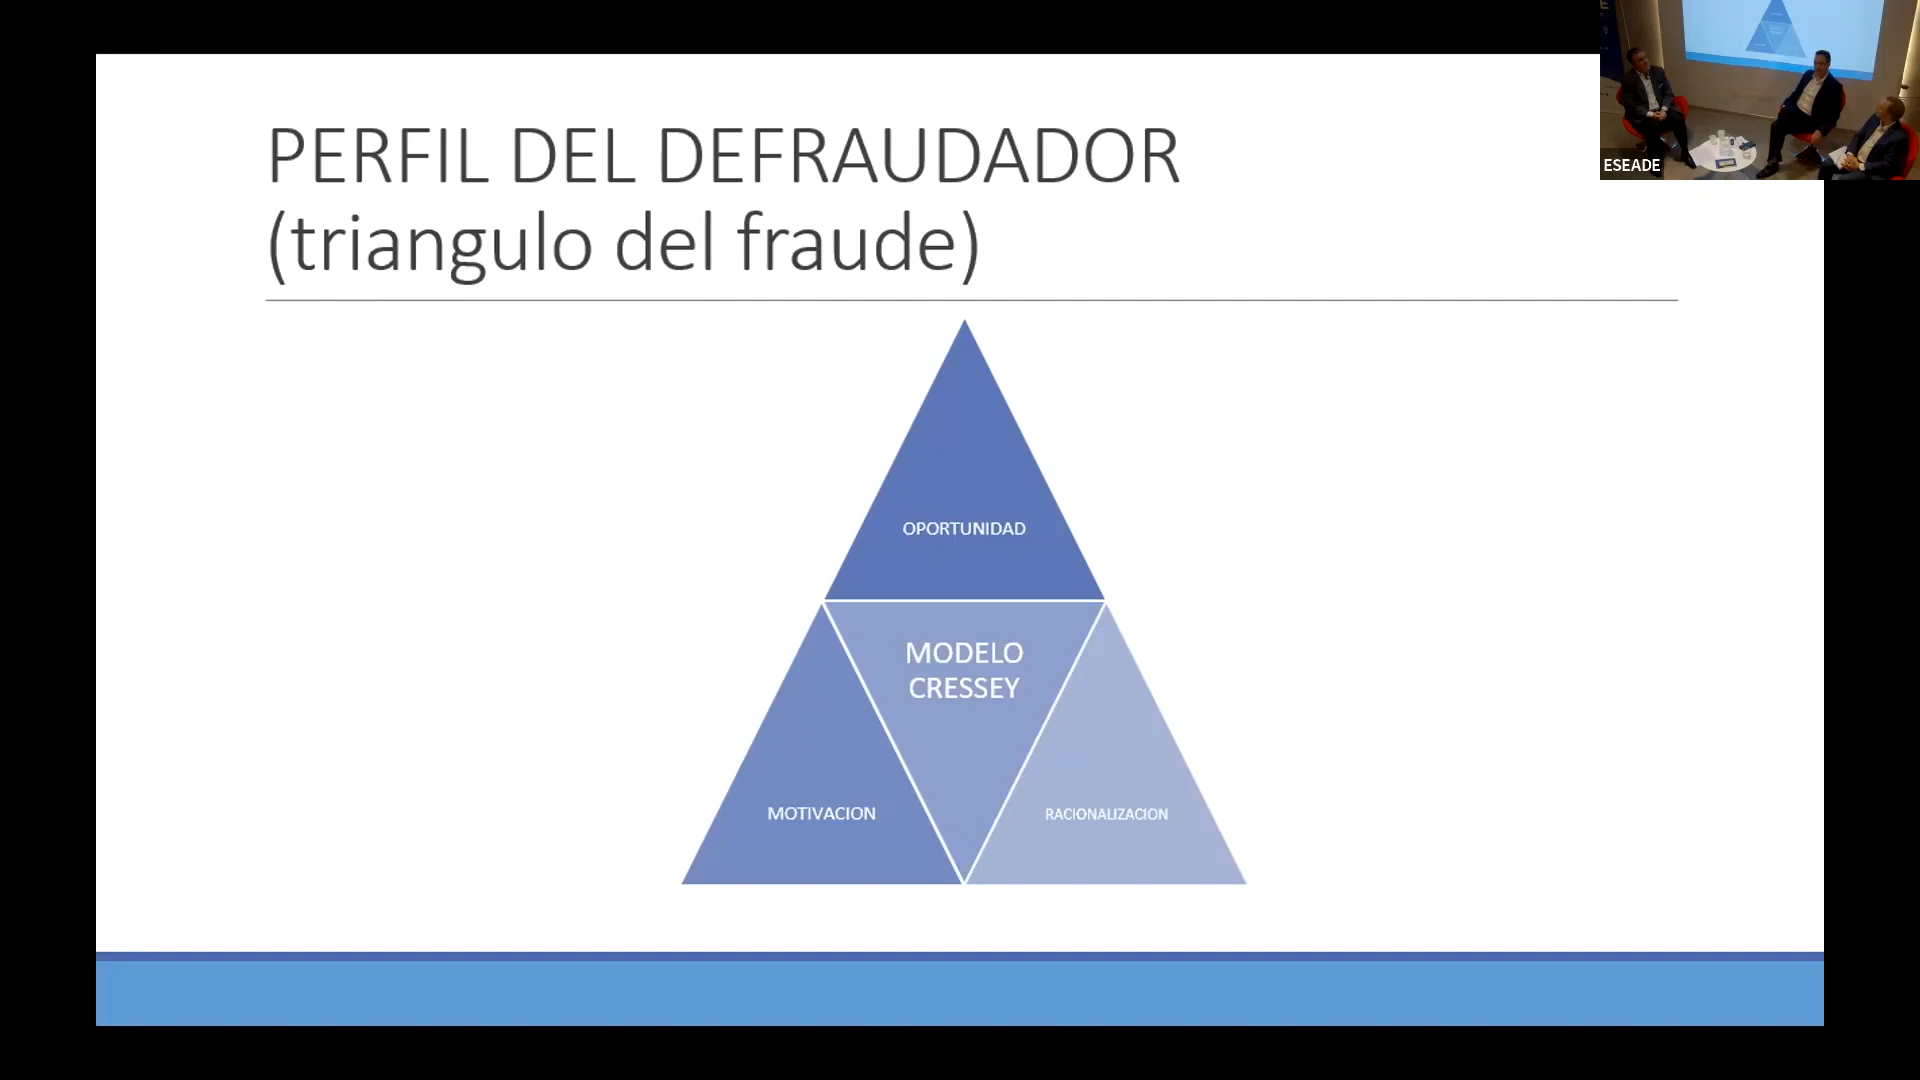 PERFIL DEL DEFRAUDADOR
(triangulo del fraude)
ESEADE
OPORTUNIDAD
MODELO
CRESSEY
MOTIVACION
RACIONALIZACION